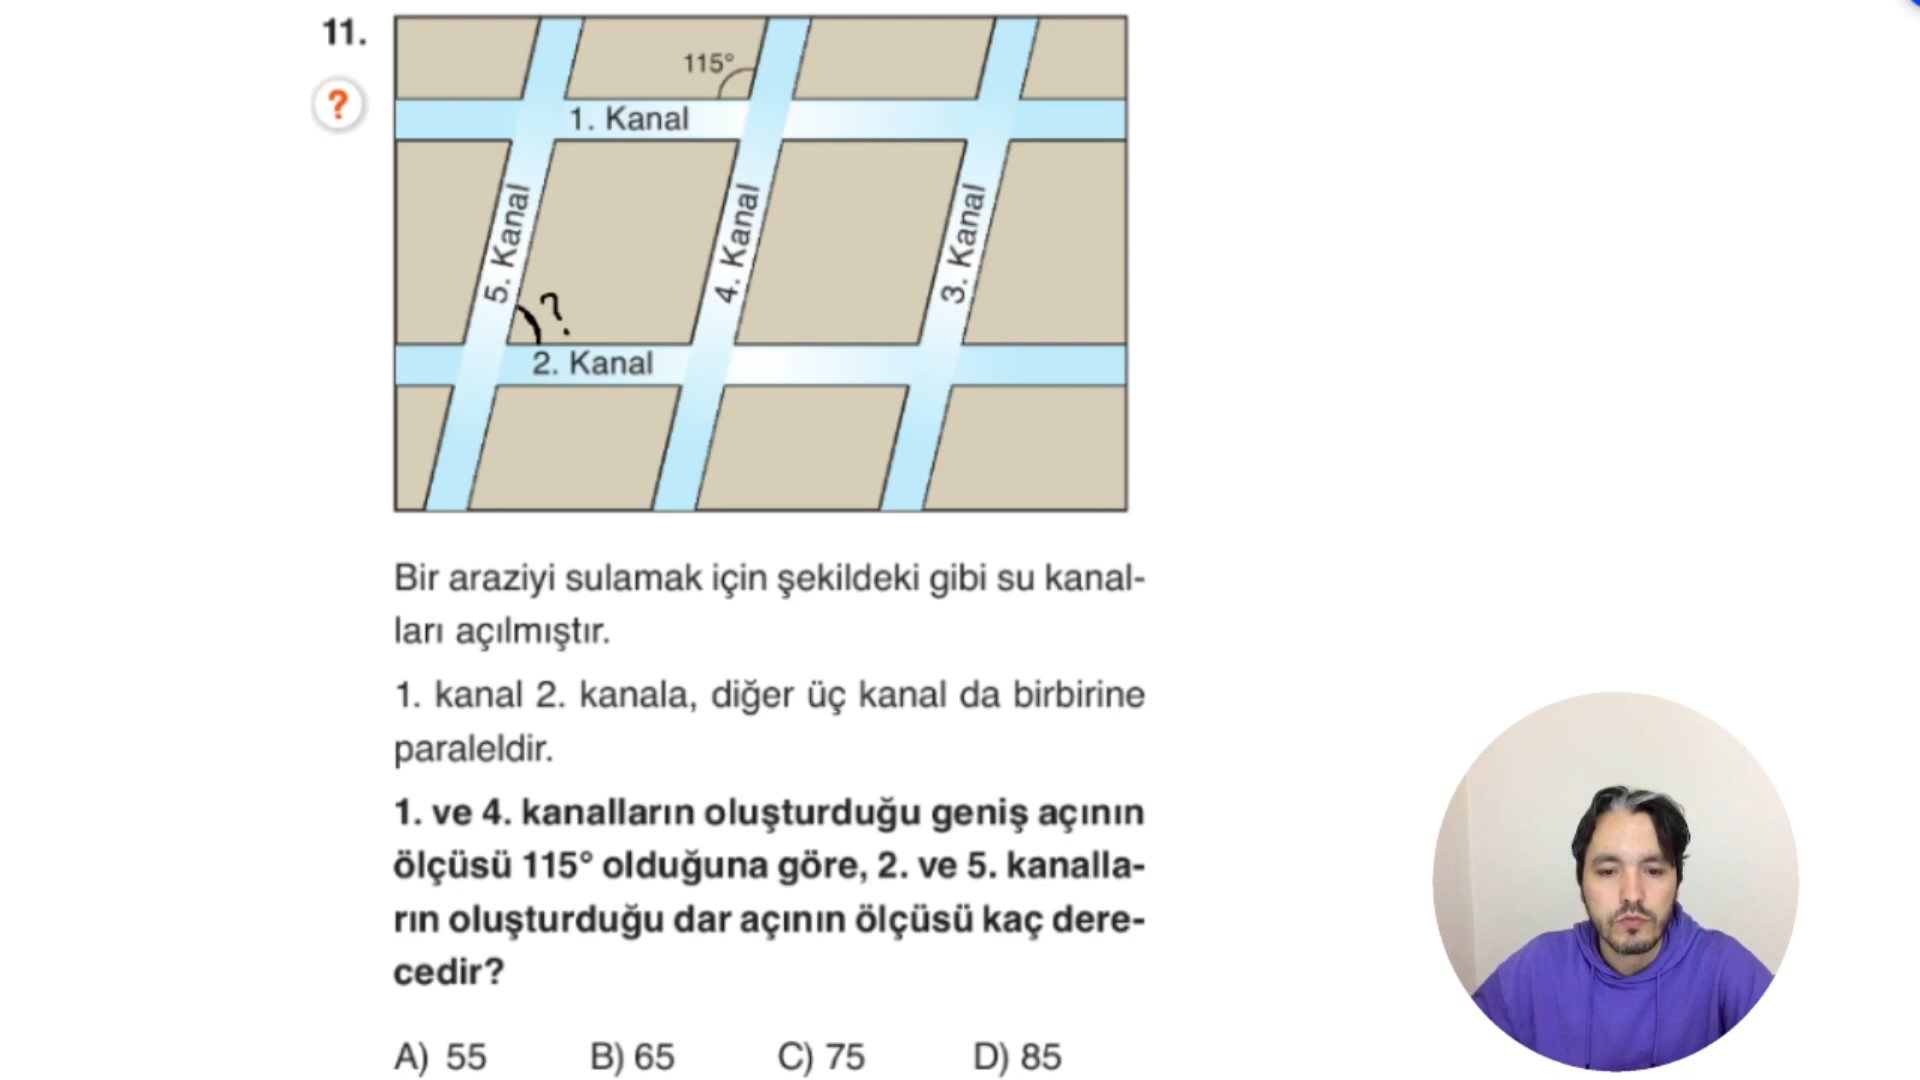 11.
?
115°
1. Kanal
5. Kanal
4. Kanal
3. Kanal
?
2. Kanal
Bir araziyi sulamak için şekildeki gibi su kanal-
ları açılmıştır.
1. kanal 2. kanala, diğer üç kanal da birbirine
paraleldir.
1. ve 4. kanalların oluşturduğu geniş açının
ölçüsü 115° olduğuna göre, 2. ve 5. kanalla-
rın oluşturduğu dar açının ölçüsü kaç dere-
cedir?
A) 55 B) 65 C) 75 D) 85